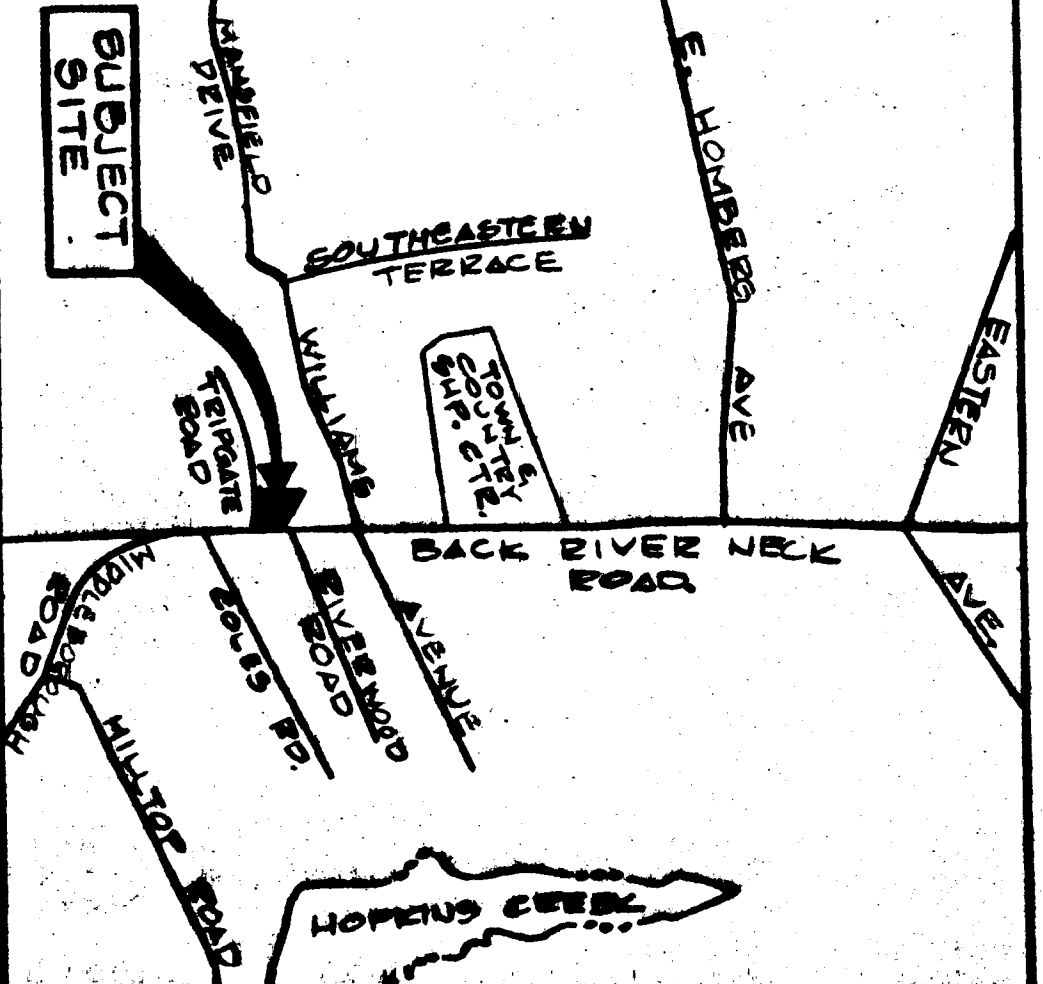 SUBJECT
SITE
MANSFIELD
DRIVE
E. HOMBERG
AVE
SOUTHEASTERN
TERRACE
EASTERN
AVE.
WILLIAMS
AVENUE
TOWN &
COUNTRY
SHP. CTR.
TRIPGATE
ROAD
BACK RIVER NECK
ROAD
MIDDLEBOROUGH
ROAD
COLES RD.
RIVERWOOD
ROAD
HILLTOP ROAD
HOPKINS CREEK